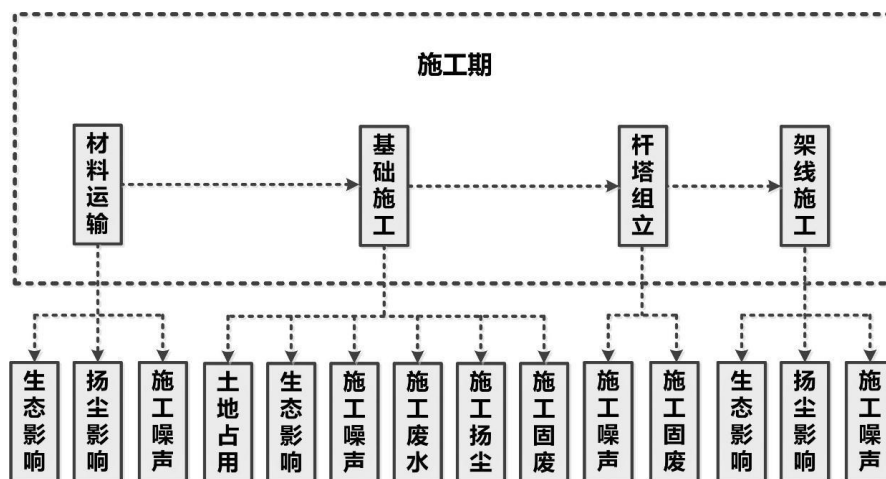 施工期
材料运输
基础施工
杆塔组立
架线施工
生态影响
扬尘影响
施工噪声
土地占用
生态影响
施工噪声
施工废水
施工扬尘
施工固废
施工噪声
施工固废
生态影响
扬尘影响
施工噪声